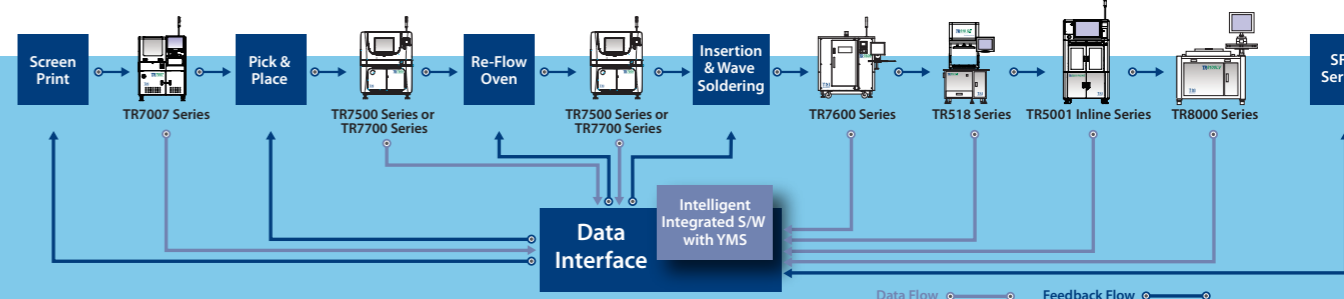 Screen
Print
TR7007 Series
Pick &
Place
TR7500 Series or
TR7700 Series
Re-Flow
Oven
TR7500 Series or
TR7700 Series
Insertion
& Wave
Soldering
TR7600 Series
TR518 Series
TR5001 Inline Series
TR8000 Series
Data
Interface
Intelligent
Integrated S/W
with YMS
Data Flow
Feedback Flow